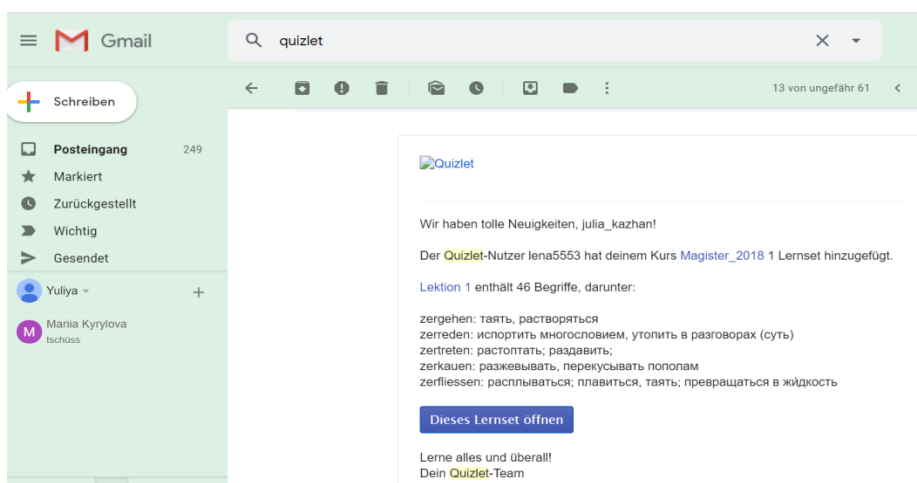 Gmail
quizlet
Schreiben
13 von ungefähr 61
Posteingang 249
Markiert
Zurückgestellt
Wichtig
Gesendet
Yuliya
M Mariia Kyrylova
tschüss
Quizlet
Wir haben tolle Neuigkeiten, julia_kazhan!
Der Quizlet-Nutzer lena5553 hat deinem Kurs Magister_2018 1 Lernset hinzugefügt.
Lektion 1 enthält 46 Begriffe, darunter:
zergehen: таять, растворяться
zerreden: испортить многословием, утопить в разговорах (суть)
zertreten: растоптать; раздавить;
zerkauen: разжевывать, перекусывать пополам
zerfliessen: расплываться; плавиться, таять; превращаться в жи́дкость
Dieses Lernset öffnen
Lerne alles und überall!
Dein Quizlet-Team